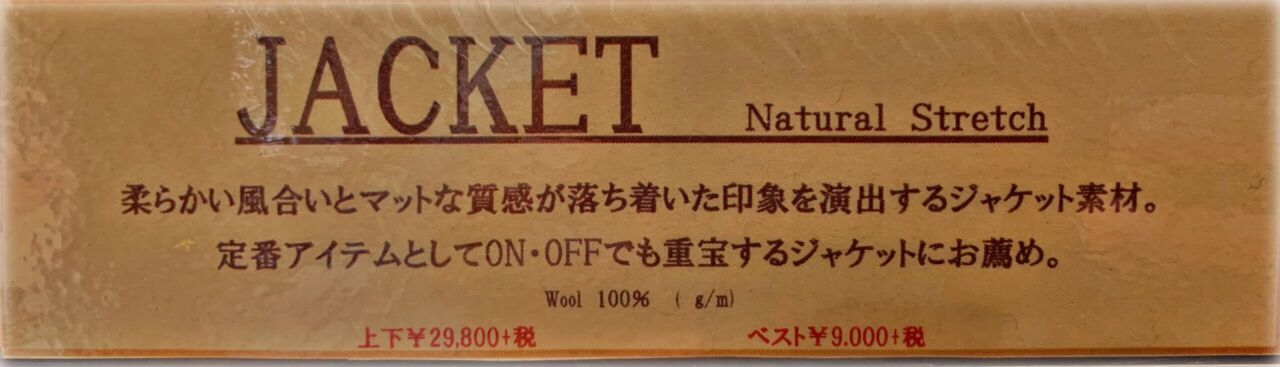 JACKET Natural Stretch
柔らかい風合いとマットな質感が落ち着いた印象を演出するジャケット素材。
定番アイテムとしてON・OFFでも重宝するジャケットにお薦め。
Wool 100% ( g/m)
上下￥29,800+税 ベスト￥9.000+税